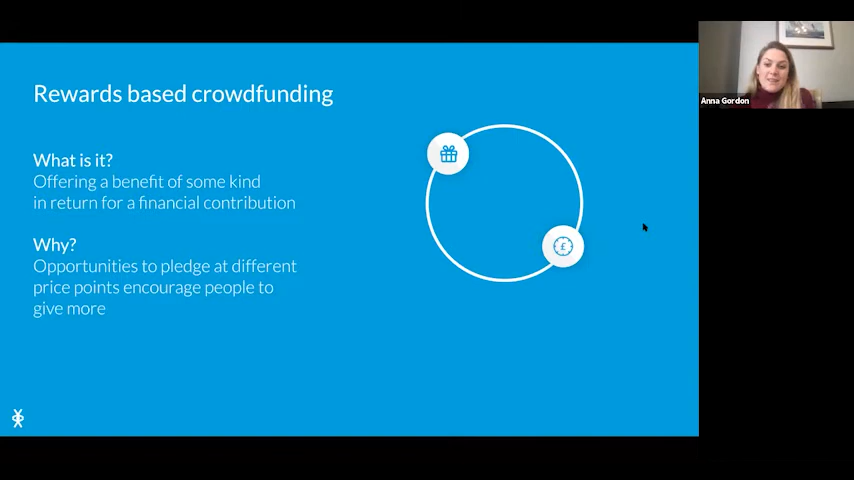 Rewards based crowdfunding
What is it?
Offering a benefit of some kind
in return for a financial contribution
Why?
Opportunities to pledge at different
price points encourage people to
give more
£
Anna Gordon